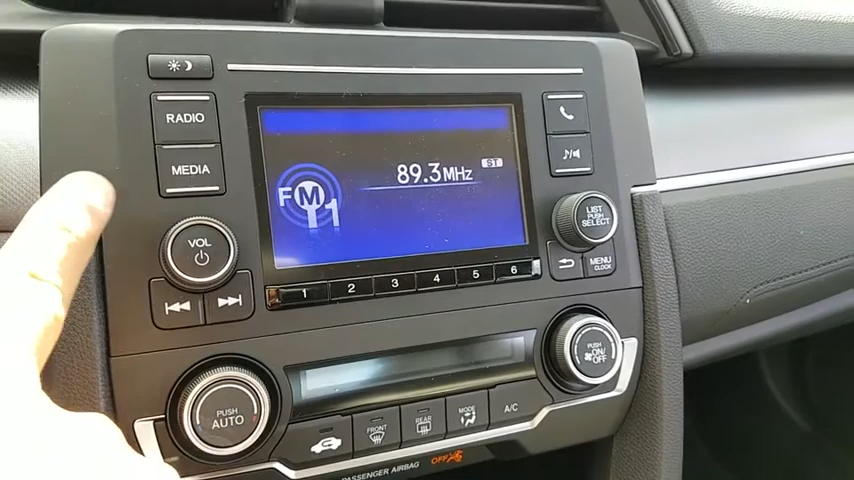 RADIO
MEDIA
VOL
FM1
89.3MHz
ST
LIST
PUSH
SELECT
MENU
CLOCK
1 2 3 4 5 6
PUSH
AUTO
FRONT
REAR
MODE
A/C
PUSH
ON/
OFF
PASSENGER AIRBAG
OFF